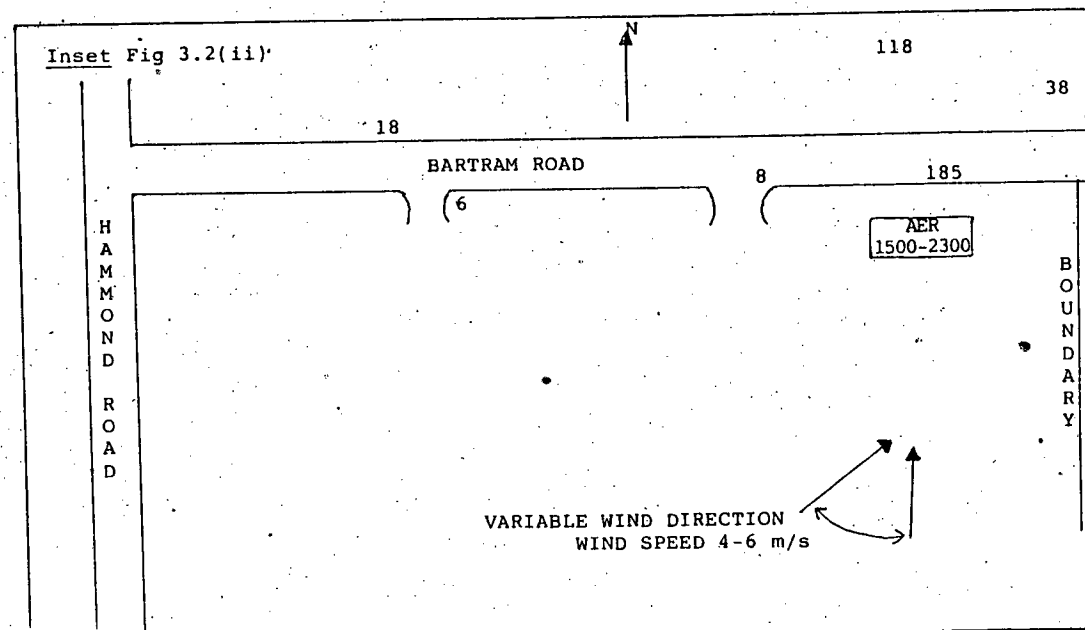 Inset Fig 3.2(ii)
N
118
38
18
BARTRAM ROAD
8
185
6
AER
1500-2300
HAMMOND ROAD
BOUNDARY
VARIABLE WIND DIRECTION
WIND SPEED 4-6 m/s